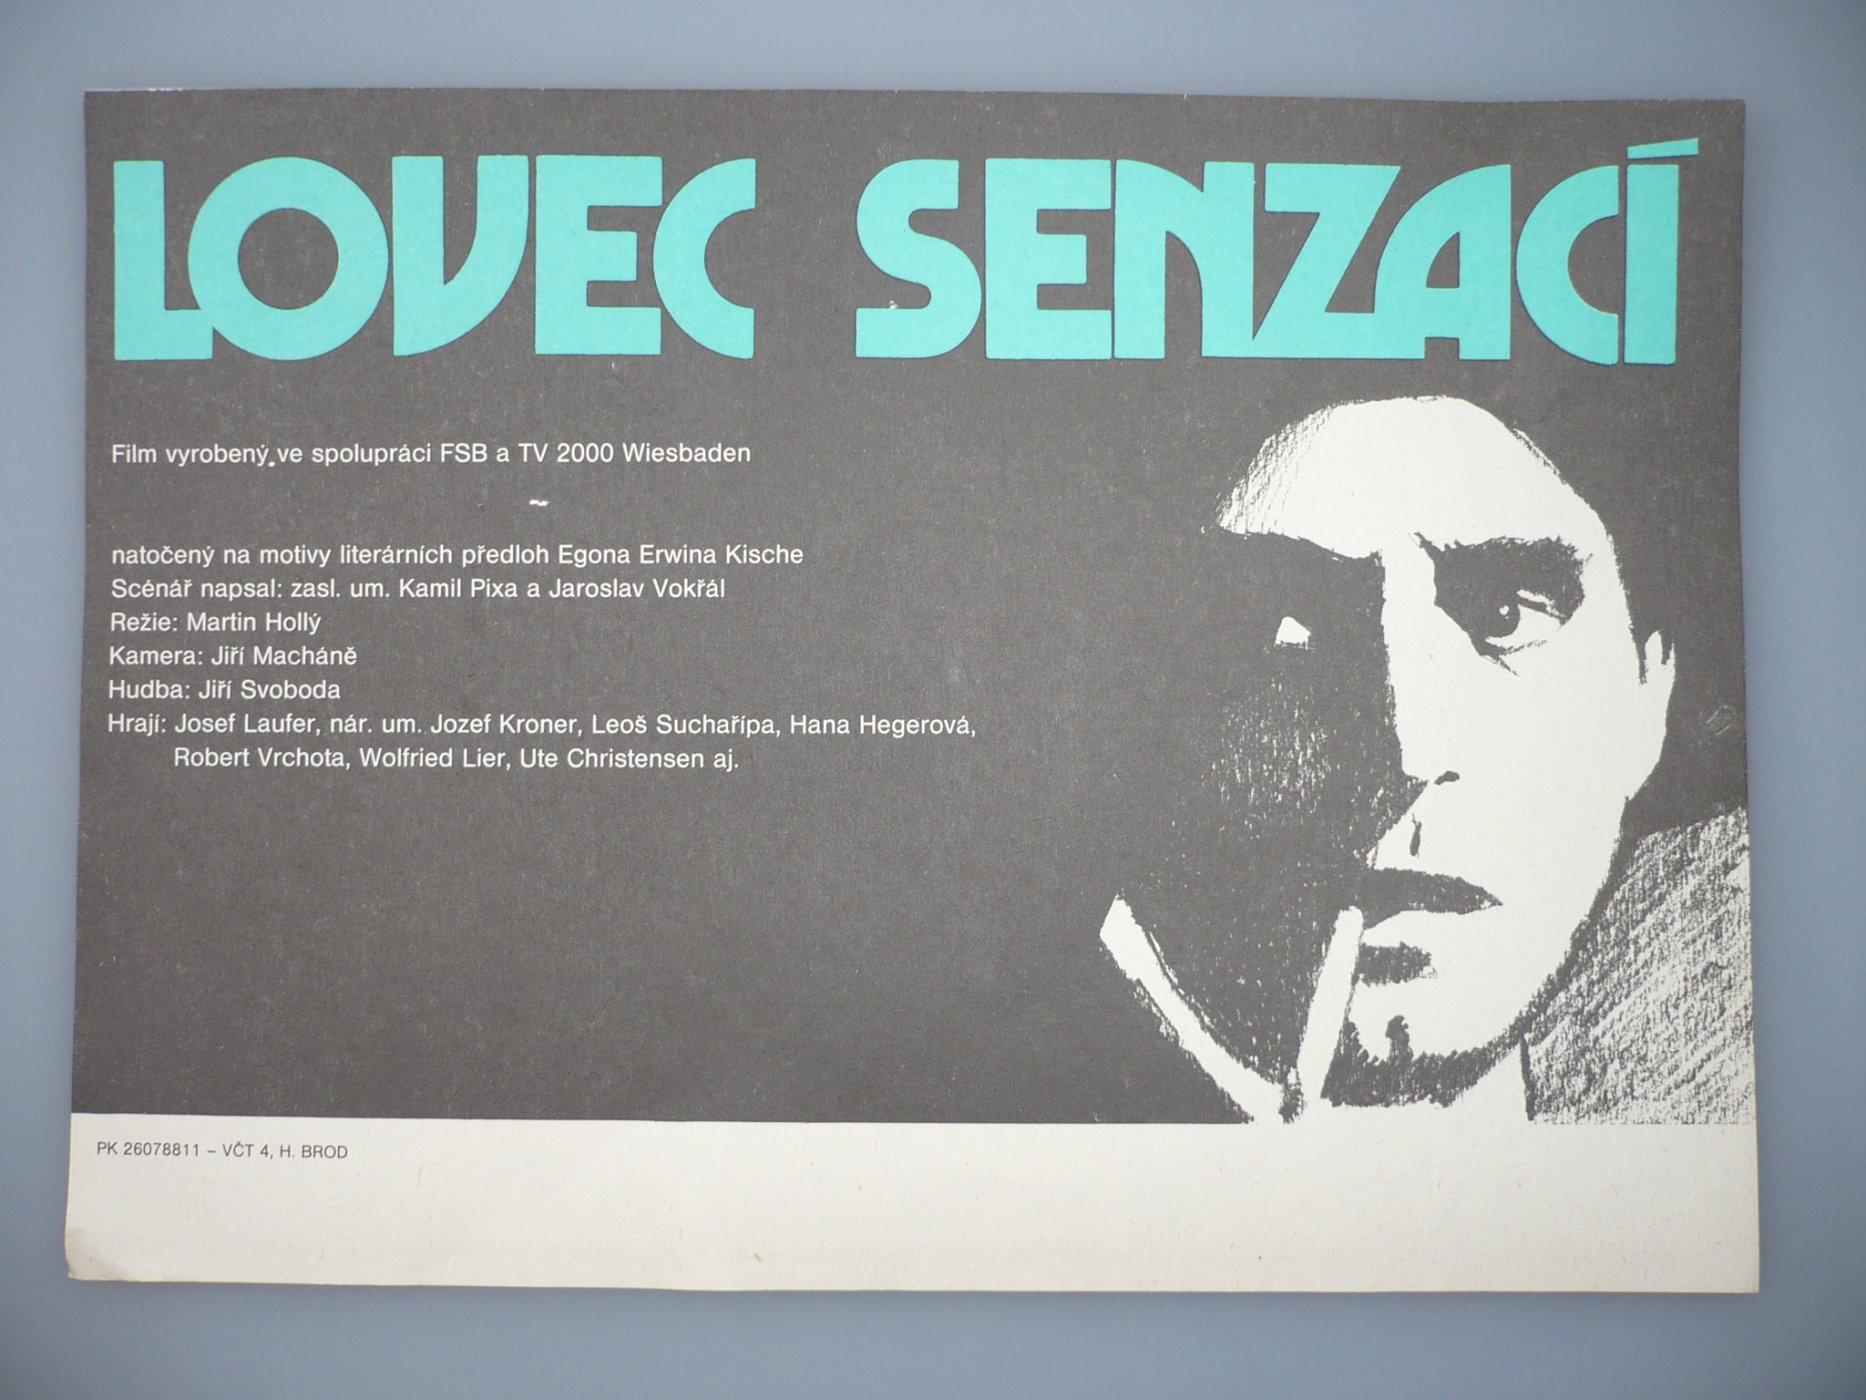 LOVEC SENZACÍ
Film vyrobený ve spolupráci FSB a TV 2000 Wiesbaden
natočený na motivy literárních předloh Egona Erwina Kische
Scénář napsal: zasl. um. Kamil Pixa a Jaroslav Vokřál
Režie: Martin Hollý
Kamera: Jiří Macháně
Hudba: Jiří Svoboda
Hrají: Josef Laufer, nár. um. Jozef Kroner, Leoš Suchařípa, Hana Hegerová,
Robert Vrchota, Wolfried Lier, Ute Christensen aj.
PK 26078811 – VČT 4, H. BROD